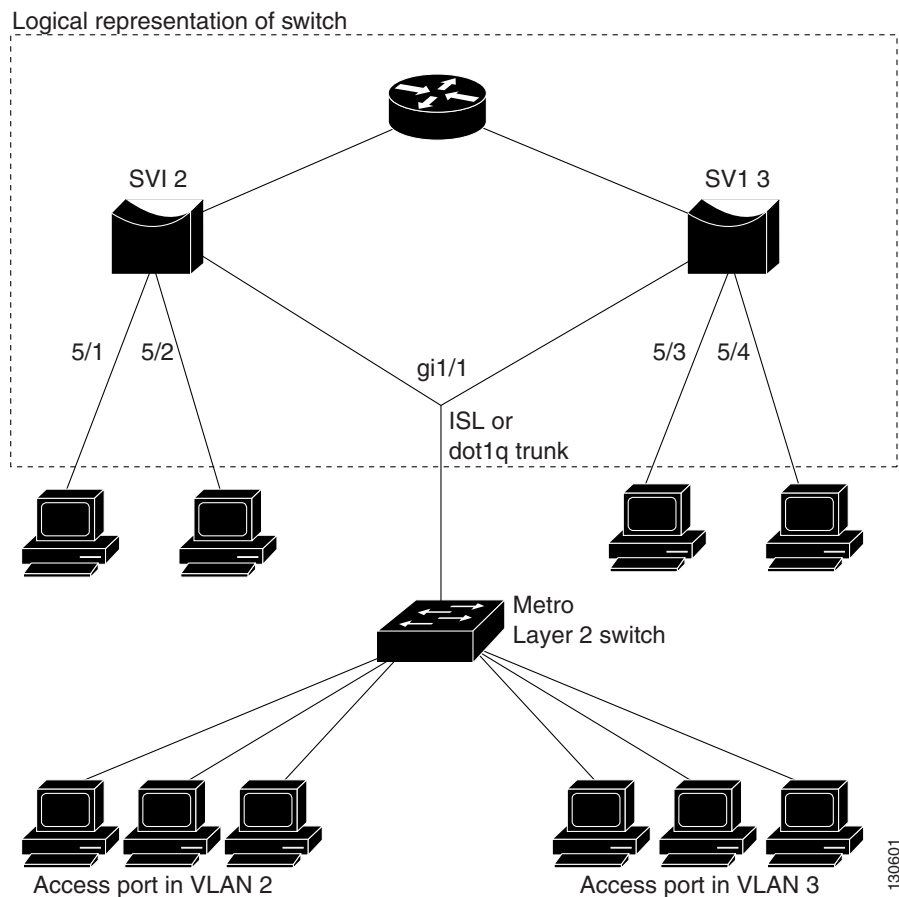 Logical representation of switch
SVI 2
SV1 3
5/1
5/2
gi1/1
5/3
5/4
ISL or
dot1q trunk
Metro
Layer 2 switch
Access port in VLAN 2
Access port in VLAN 3
130601